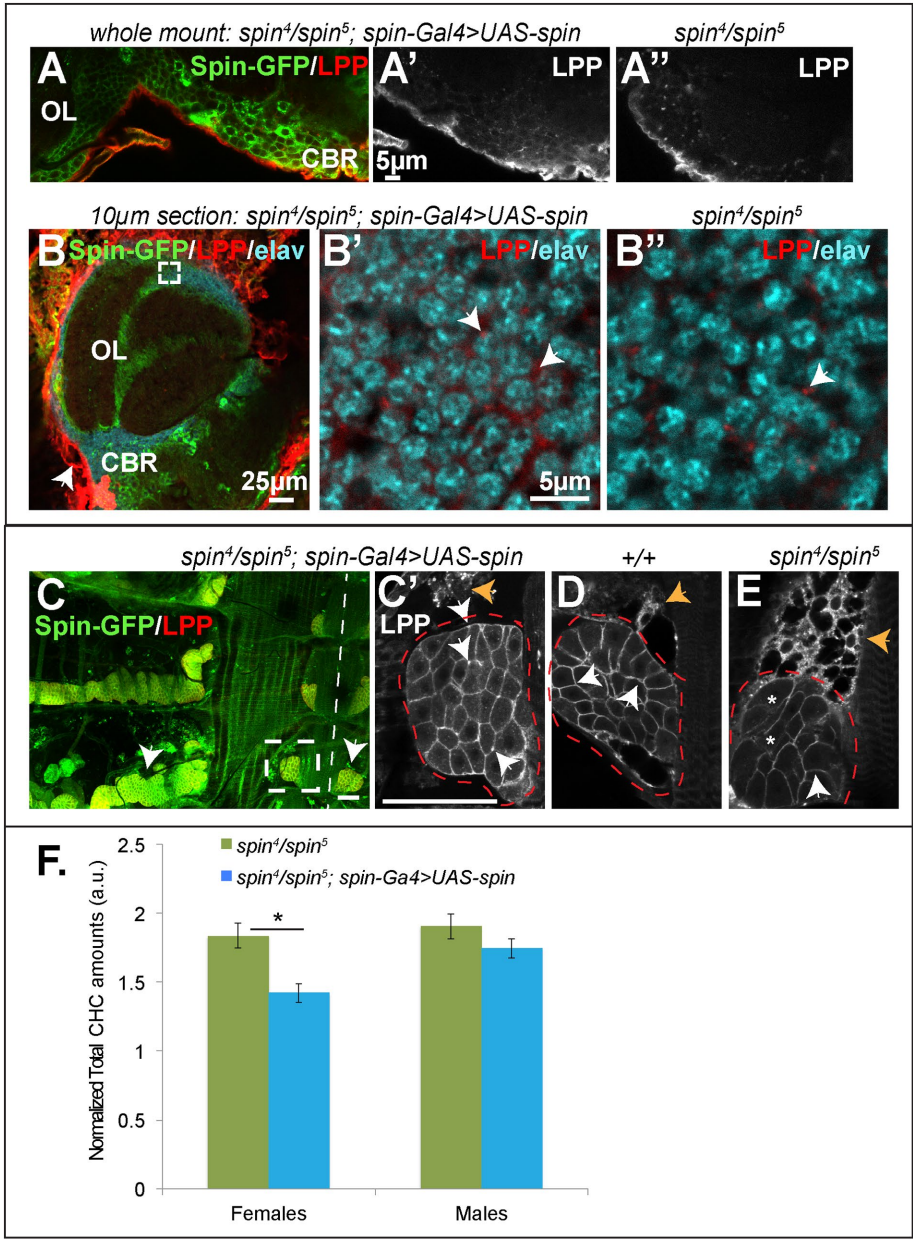 whole mount: spin⁴/spin⁵; spin-Gal4>UAS-spin spin⁴/spin⁵
A Spin-GFP/LPP A' LPP A'' LPP
OL
CBR 5µm
10µm section: spin⁴/spin⁵; spin-Gal4>UAS-spin spin⁴/spin⁵
B Spin-GFP/LPP/elav B' LPP/elav B'' LPP/elav
OL
CBR
25µm 5µm
spin⁴/spin⁵; spin-Gal4>UAS-spin +/+ spin⁴/spin⁵
C C' D E
Spin-GFP/LPP LPP
*
*
F.
Normalized Total CHC amounts (a.u.)
2.5
2
1.5
1
0.5
0
spin⁴/spin⁵
spin⁴/spin⁵; spin-Ga4>UAS-spin
*
Females Males